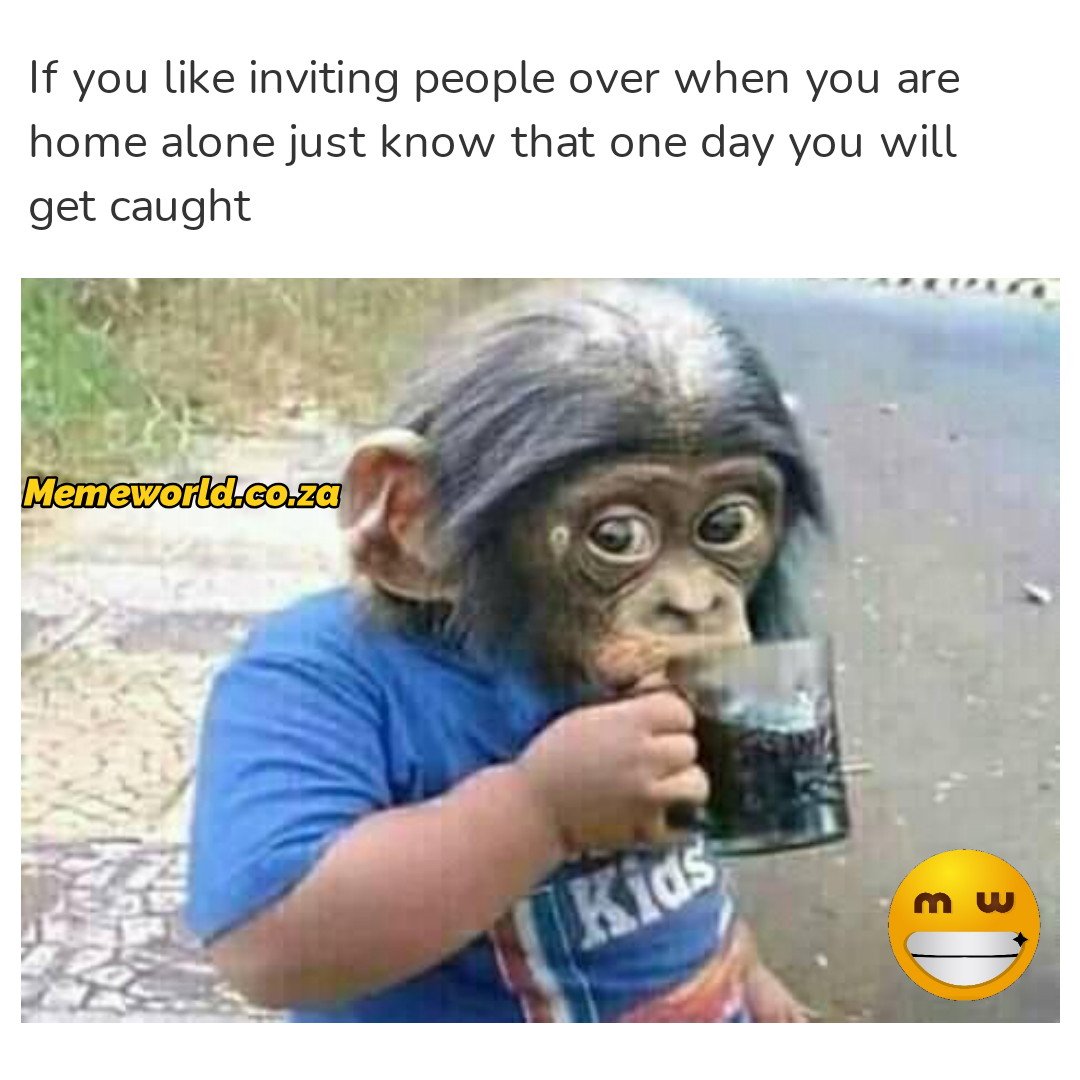 If you like inviting people over when you are
home alone just know that one day you will
get caught
Memeworld.co.za
Kids
m w